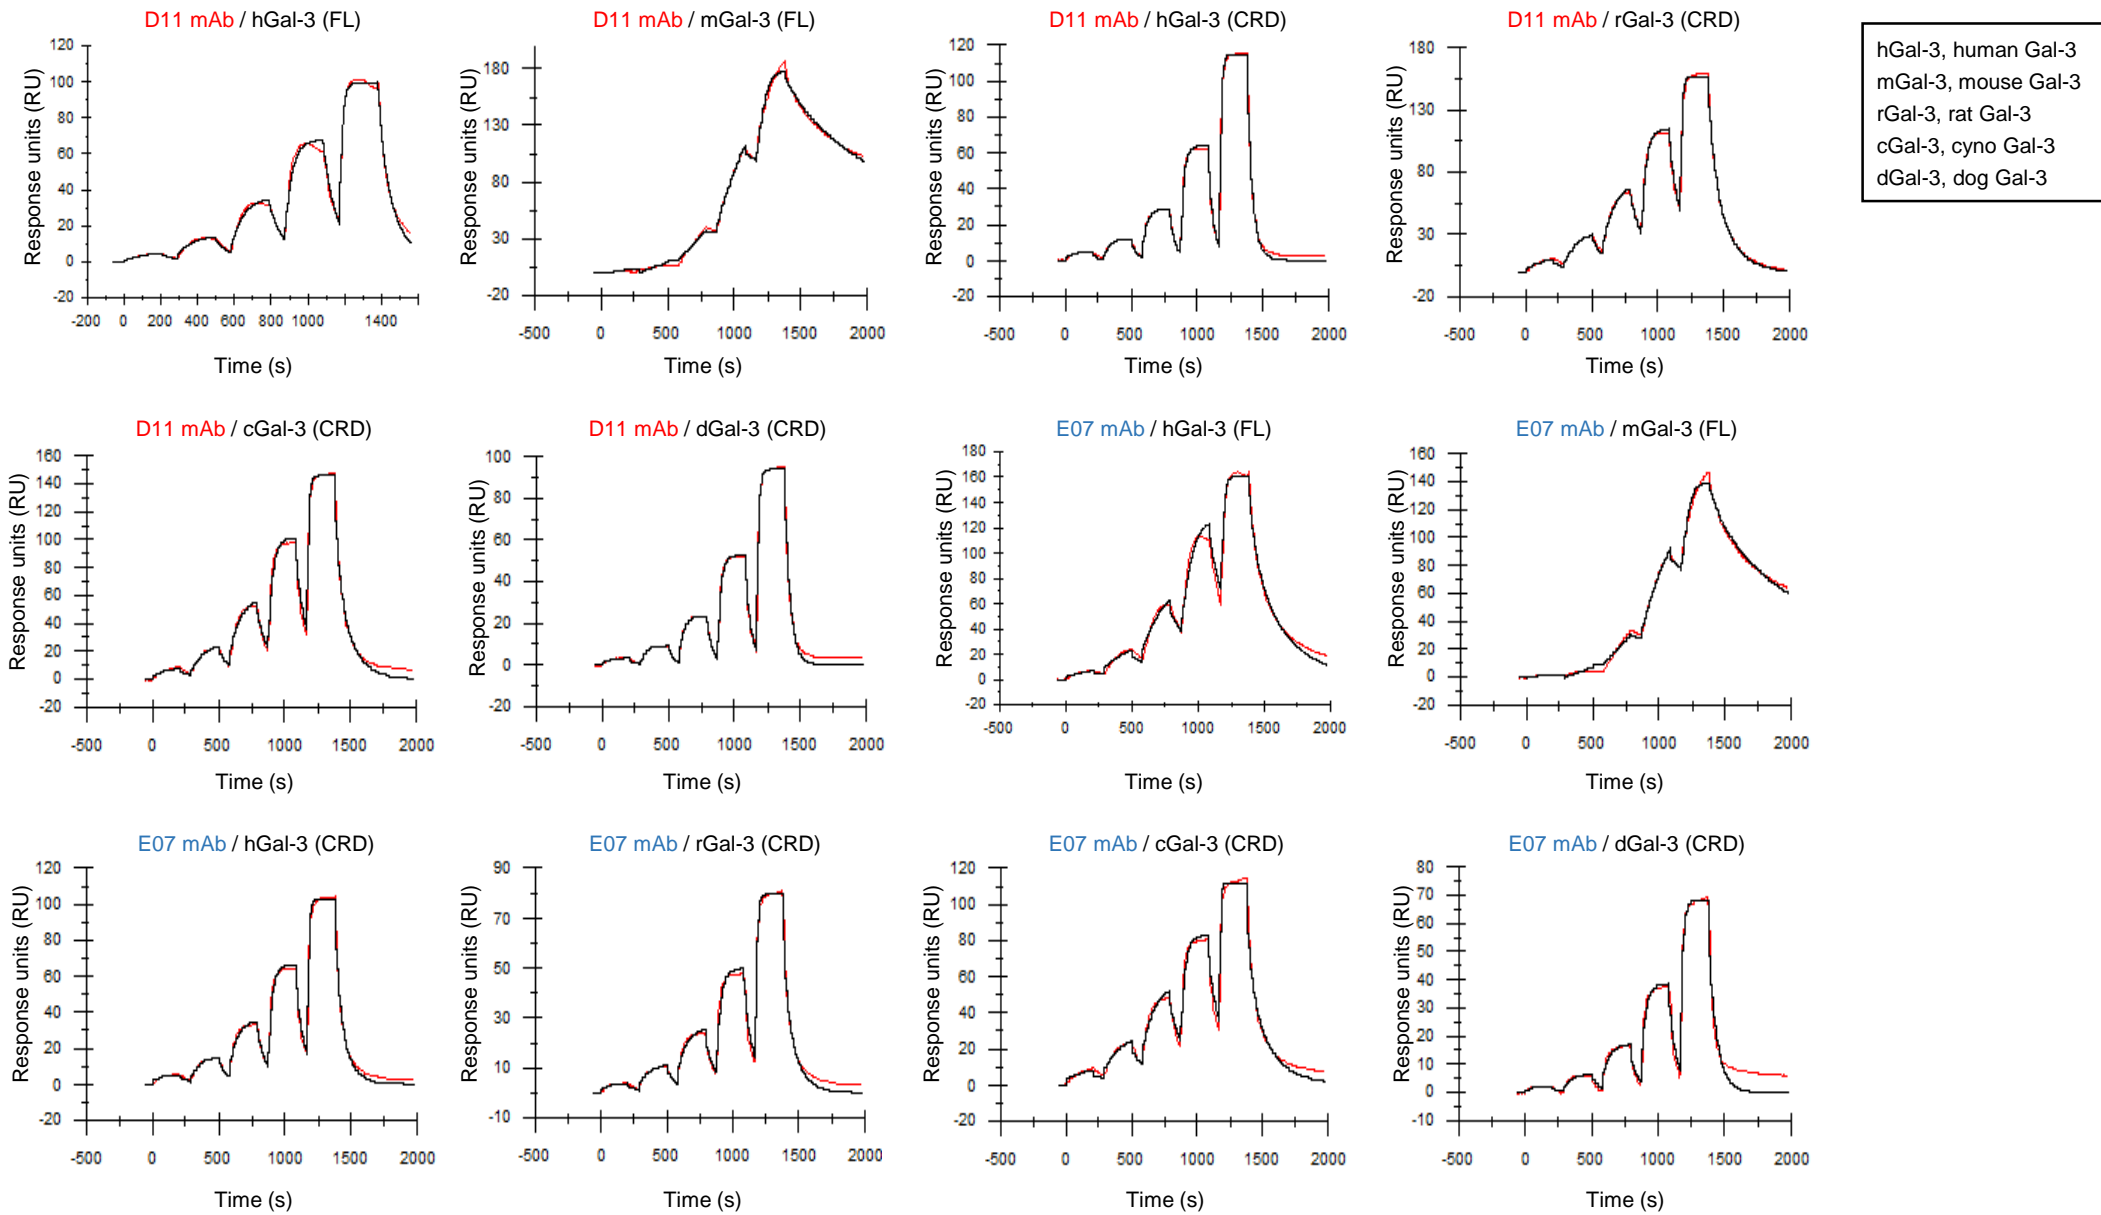 D11 mAb / hGal-3 (FL)
Response units (RU)
120
100
80
60
40
20
0
-20
-200 0 200 400 600 800 1000 1400
Time (s)
D11 mAb / mGal-3 (FL)
Response units (RU)
180
130
80
30
-20
-500 0 500 1000 1500 2000
Time (s)
D11 mAb / hGal-3 (CRD)
Response units (RU)
120
100
80
60
40
20
0
-20
-500 0 500 1000 1500 2000
Time (s)
D11 mAb / rGal-3 (CRD)
Response units (RU)
180
130
80
30
-20
-500 0 500 1000 1500 2000
Time (s)
hGal-3, human Gal-3
mGal-3, mouse Gal-3
rGal-3, rat Gal-3
cGal-3, cyno Gal-3
dGal-3, dog Gal-3
D11 mAb / cGal-3 (CRD)
Response units (RU)
160
140
120
100
80
60
40
20
0
-20
-500 0 500 1000 1500 2000
Time (s)
D11 mAb / dGal-3 (CRD)
Response units (RU)
100
80
60
40
20
0
-20
-500 0 500 1000 1500 2000
Time (s)
E07 mAb / hGal-3 (FL)
Response units (RU)
180
160
140
120
100
80
60
40
20
0
-20
-500 0 500 1000 1500 2000
Time (s)
E07 mAb / mGal-3 (FL)
Response units (RU)
160
140
120
100
80
60
40
20
0
-20
-500 0 500 1000 1500 2000
Time (s)
E07 mAb / hGal-3 (CRD)
Response units (RU)
120
100
80
60
40
20
0
-20
-500 0 500 1000 1500 2000
Time (s)
E07 mAb / rGal-3 (CRD)
Response units (RU)
90
70
50
30
10
-10
-500 0 500 1000 1500 2000
Time (s)
E07 mAb / cGal-3 (CRD)
Response units (RU)
120
100
80
60
40
20
0
-20
-500 0 500 1000 1500 2000
Time (s)
E07 mAb / dGal-3 (CRD)
Response units (RU)
80
70
60
50
40
30
20
10
0
-10
-500 0 500 1000 1500 2000
Time (s)